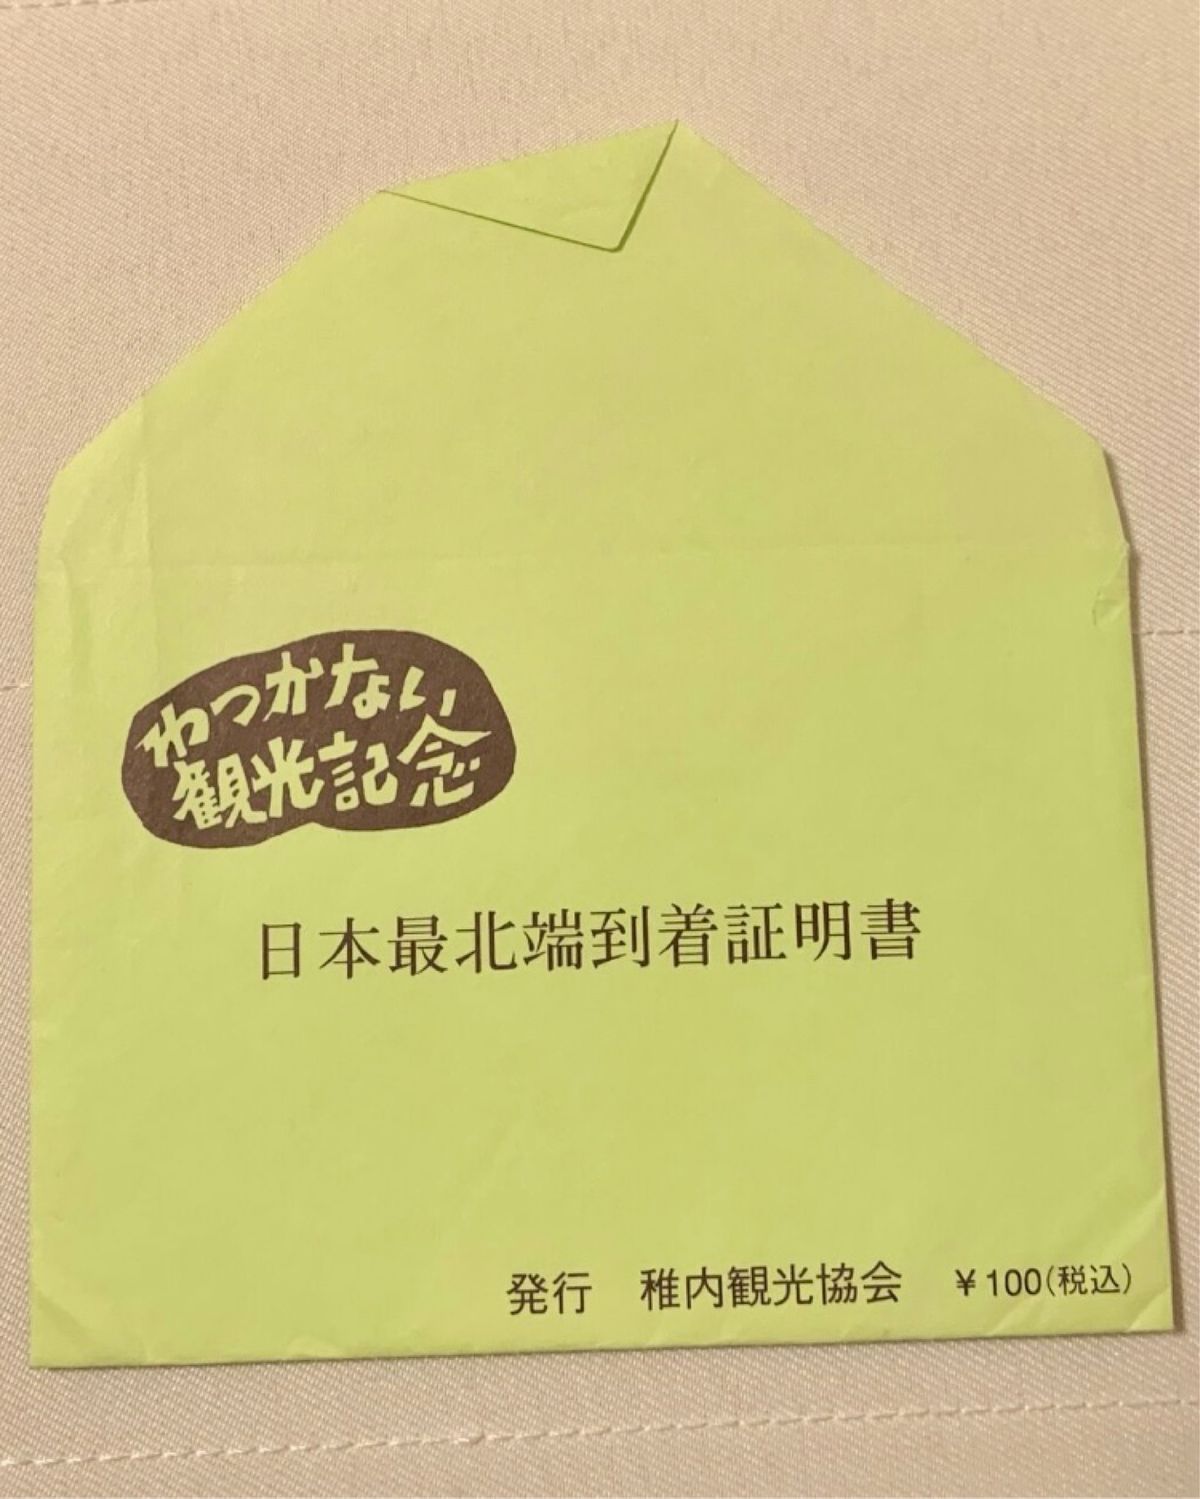 わっかない
観光記念
日本最北端到着証明書
発行　稚内観光協会　￥100(税込)